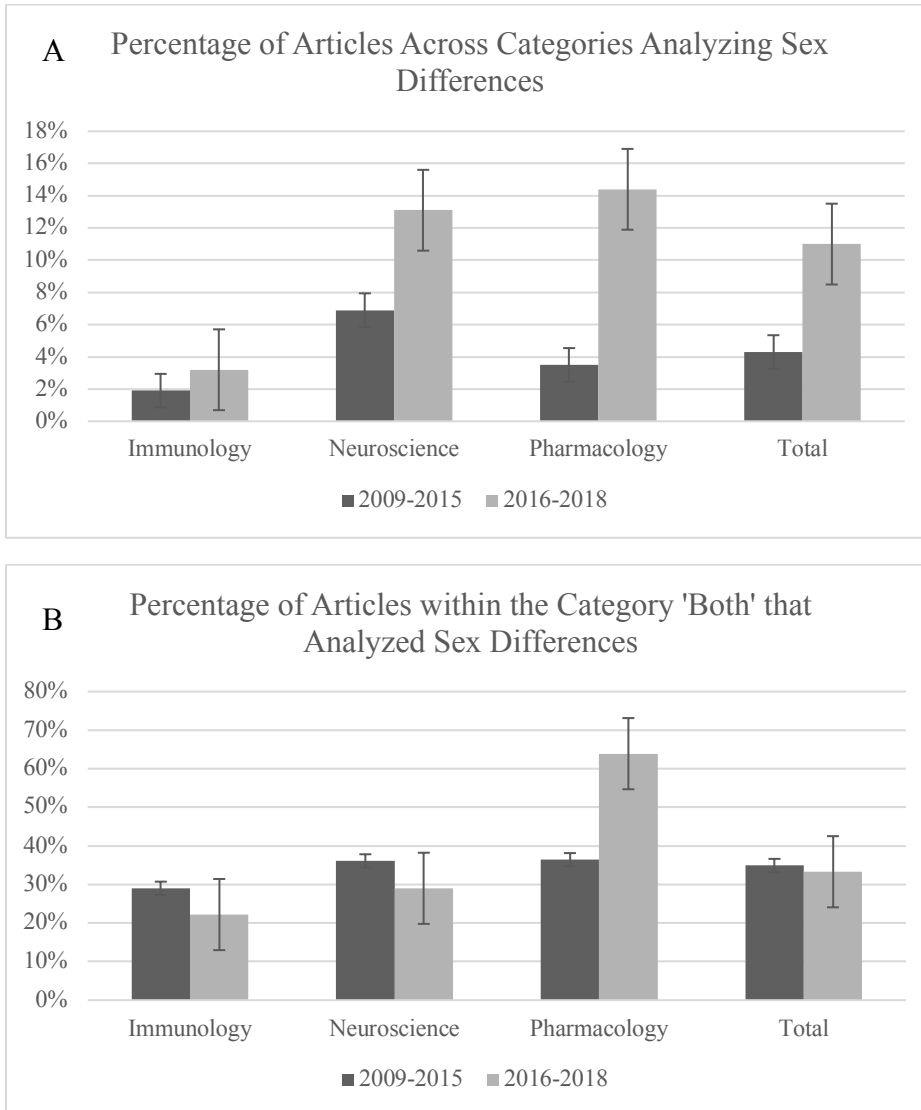 A
Percentage of Articles Across Categories Analyzing Sex
Differences
18%
16%
14%
12%
10%
8%
6%
4%
2%
0%
Immunology Neuroscience Pharmacology Total
2009-2015 2016-2018
B
Percentage of Articles within the Category 'Both' that
Analyzed Sex Differences
80%
70%
60%
50%
40%
30%
20%
10%
0%
Immunology Neuroscience Pharmacology Total
2009-2015 2016-2018